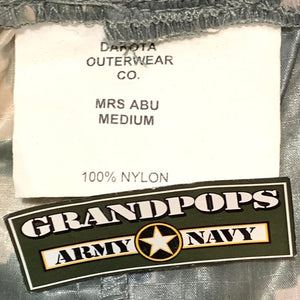 DAKOTA
OUTERWEAR
CO.
MRS ABU
MEDIUM
100% NYLON
GRANDPOPS
ARMY NAVY